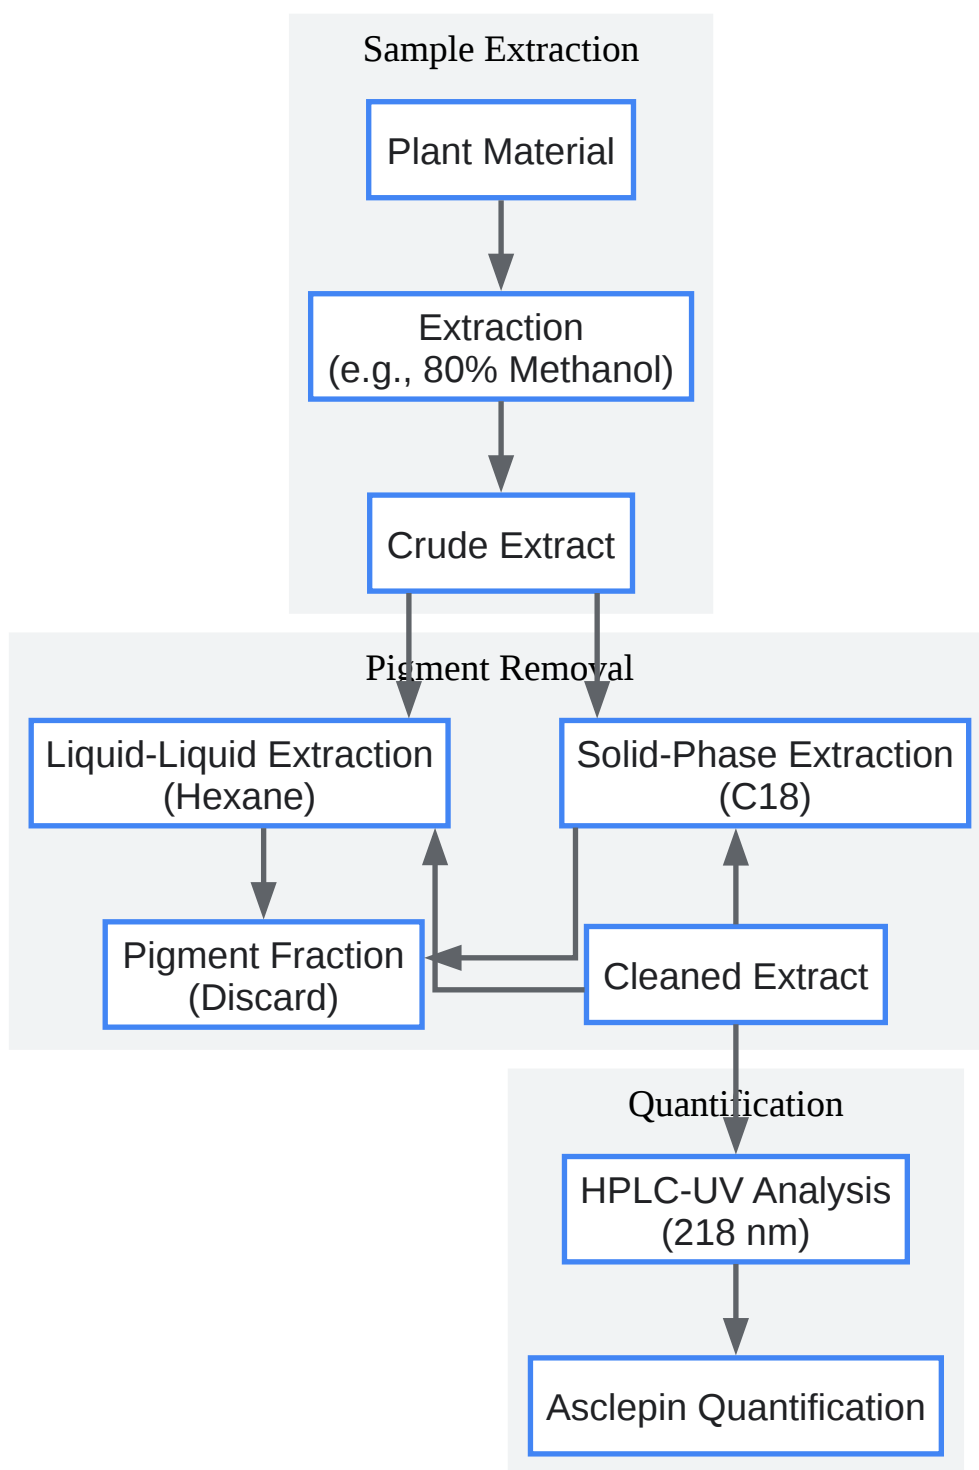 Sample Extraction
Plant Material
Extraction
(e.g., 80% Methanol)
Crude Extract
Pigment Removal
Liquid-Liquid Extraction
(Hexane)
Solid-Phase Extraction
(C18)
Pigment Fraction
(Discard)
Cleaned Extract
Quantification
HPLC-UV Analysis
(218 nm)
Asclepin Quantification